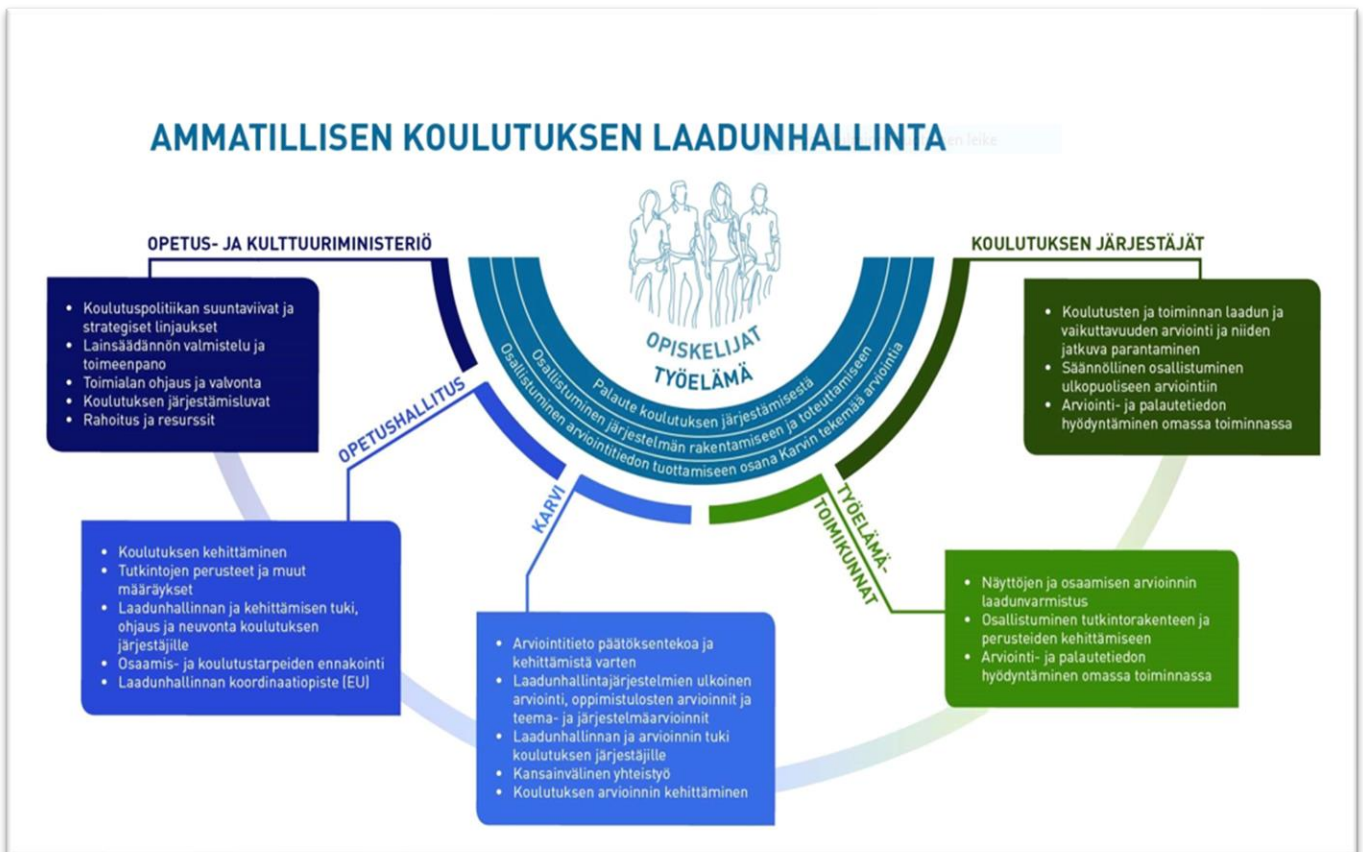 AMMATILLISEN KOULUTUKSEN LAADUNHALLINTA
en leike
OPISKELIJAT
TYÖELÄMÄ
Palaute koulutuksen järjestämisestä
Osallistuminen järjestelmän rakentamiseen ja toteuttamiseen
Osallistuminen arviointitiedon tuottamiseen osana Karvin tekemää arviointia
OPETUS- JA KULTTUURIMINISTERIÖ
• Koulutuspolitiikan suuntaviivat ja
strategiset linjaukset
• Lainsäädännön valmistelu ja
toimeenpano
• Toimialan ohjaus ja valvonta
• Koulutuksen järjestämisluvat
• Rahoitus ja resurssit
OPETUSHALLITUS
• Koulutuksen kehittäminen
• Tutkintojen perusteet ja muut
määräykset
• Laadunhallinnan ja kehittämisen tuki,
ohjaus ja neuvonta koulutuksen
järjestäjille
• Osaamis- ja koulutustarpeiden ennakointi
• Laadunhallinnan koordinaatiopiste (EU)
KARVI
• Arviointitieto päätöksentekoa ja
kehittämistä varten
• Laadunhallintajärjestelmien ulkoinen
arviointi, oppimistulosten arvioinnit ja
teema- ja järjestelmäarvioinnit
• Laadunhallinnan ja arvioinnin tuki
koulutuksen järjestäjille
• Kansainvälinen yhteistyö
• Koulutuksen arvioinnin kehittäminen
TYÖELÄMÄ-
TOIMIKUNNAT
• Näyttöjen ja osaamisen arvioinnin
laadunvarmistus
• Osallistuminen tutkintorakenteen ja
perusteiden kehittämiseen
• Arviointi- ja palautetiedon
hyödyntäminen omassa toiminnassa
KOULUTUKSEN JÄRJESTÄJÄT
• Koulutusten ja toiminnan laadun ja
vaikuttavuuden arviointi ja niiden
jatkuva parantaminen
• Säännöllinen osallistuminen
ulkopuoliseen arviointiin
• Arviointi- ja palautetiedon
hyödyntäminen omassa toiminnassa